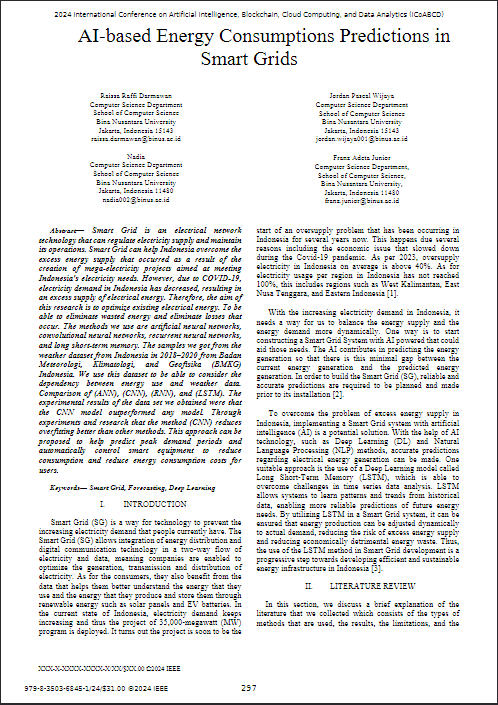 2024 International Conference on Artificial Intelligence, Blockchain, Cloud Computing, and Data Analytics (ICoABCD)
AI-based Energy Consumptions Predictions in
Smart Grids
Raissa Raffi Darmawan
Computer Science Department
School of Computer Science
Bina Nusantara University
Jakarta, Indonesia 15143
raissa.darmawan@binus.ac.id
Jordan Pascal Wijaya
Computer Science Department
School of Computer Science
Bina Nusantara University
Jakarta, Indonesia 15143
jordan.wijaya001@binus.ac.id
Nadia
Computer Science Department
School of Computer Science
Bina Nusantara University
Jakarta, Indonesia 11480
nadia002@binus.ac.id
Franz Adeta Junior
Computer Science Department,
School of Computer Science,
Bina Nusantara University,
Jakarta, Indonesia 11480
franz.junior@binus.ac.id
Abstract— Smart Grid is an electrical network
technology that can regulate electricity supply and maintain
its operations. Smart Grid can help Indonesia overcome the
excess energy supply that occurred as a result of the
creation of mega-electricity projects aimed at meeting
Indonesia's electricity needs. However, due to COVID-19,
electricity demand in Indonesia has decreased, resulting in
an excess supply of electrical energy. Therefore, the aim of
this research is to optimize existing electrical energy. To be
able to eliminate wasted energy and eliminate losses that
occur. The methods we use are artificial neural networks,
convolutional neural networks, recurrent neural networks,
and long short-term memory. The samples we get from the
weather dataset from Indonesia in 2018-2020 from Badan
Meteorologi, Klimatologi, and Geofisika (BMKG)
Indonesia. We use this dataset to be able to consider the
dependency between energy use and weather data.
Comparison of (ANN), (CNN), (RNN), and (LSTM). The
experimental results of the data set we obtained were that
the CNN model outperformed any model. Through
experiments and research that the method (CNN) reduces
overfitting better than other methods. This approach can be
proposed to help predict peak demand periods and
automatically control smart equipment to reduce
consumption and reduce energy consumption costs for
users.
Keywords— Smart Grid, Forecasting, Deep Learning
I. INTRODUCTION
Smart Grid (SG) is a way for technology to prevent the
increasing electricity demand that people currently have. The
Smart Grid (SG) allows integration of energy distribution and
digital communication technology in a two-way flow of
electricity and data, meaning companies are enabled to
optimize the generation, transmission and distribution of
electricity. As for the consumers, they also benefit from the
data that helps them better understand the energy that they
use and the energy that they produce and store them through
renewable energy such as solar panels and EV batteries. In
the current state of Indonesia, electricity demand keeps
increasing and thus the project of 35,000-megawatt (MW)
program is deployed. It turns out the project is soon to be the
start of an oversupply problem that has been occurring in
Indonesia for several years now. This happens due several
reasons including the economic issue that slowed down
during the Covid-19 pandemic. As per 2023, oversupply
electricity in Indonesia on average is above 40%. As for
electricity usage per region in Indonesia has not reached
100%, this includes regions such as West Kalimantan, East
Nusa Tenggara, and Eastern Indonesia [1].
With the increasing electricity demand in Indonesia, it
needs a way for us to balance the energy supply and the
energy demand more dynamically. One way is to start
constructing a Smart Grid System with AI powered that could
aid those needs. The AI contributes in predicting the energy
generation so that there is this minimal gap between the
current energy generation and the predicted energy
generation. In order to build the Smart Grid (SG), reliable and
accurate predictions are required to be planned and made
prior to its installation [2].
To overcome the problem of excess energy supply in
Indonesia, implementing a Smart Grid system with artificial
intelligence (AI) is a potential solution. With the help of AI
technology, such as Deep Learning (DL) and Natural
Language Processing (NLP) methods, accurate predictions
regarding electrical energy generation can be made. One
suitable approach is the use of a Deep Learning model called
Long Short-Term Memory (LSTM), which is able to
overcome challenges in time series data analysis. LSTM
allows systems to learn patterns and trends from historical
data, enabling more reliable predictions of future energy
needs. By utilizing LSTM in a Smart Grid system, it can be
ensured that energy production can be adjusted dynamically
to actual demand, reducing the risk of excess energy supply
and reducing economically detrimental energy waste. Thus,
the use of the LSTM method in Smart Grid development is a
progressive step towards developing efficient and sustainable
energy infrastructure in Indonesia [3].
II. LITERATURE REVIEW
In this section, we discuss a brief explanation of the
literature that we collected which consists of the types of
methods that are used, the results, the limitations, and the
XXX-X-XXXX-XXXX-X/XX/$XX.00 ©2024 IEEE
979-8-3503-6845-1/24/$31.00 ©2024 IEEE
297